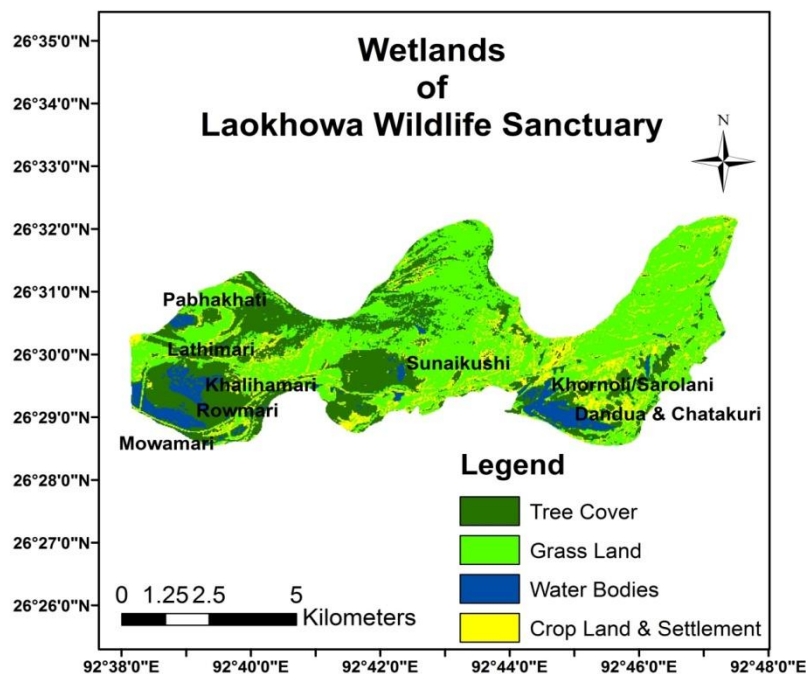 Wetlands
of
Laokhowa Wildlife Sanctuary
N
26°35'0"N
26°34'0"N
26°33'0"N
26°32'0"N
26°31'0"N
26°30'0"N
26°29'0"N
26°28'0"N
26°27'0"N
26°26'0"N
Pabhakhati
Lathimari
Khalihamari
Rowmari
Mowamari
Sunaikushi
Khornoli/Sarolani
Dandua & Chatakuri
Legend
Tree Cover
Grass Land
Water Bodies
Crop Land & Settlement
0 1.25 2.5 5
Kilometers
92°38'0"E 92°40'0"E 92°42'0"E 92°44'0"E 92°46'0"E 92°48'0"E